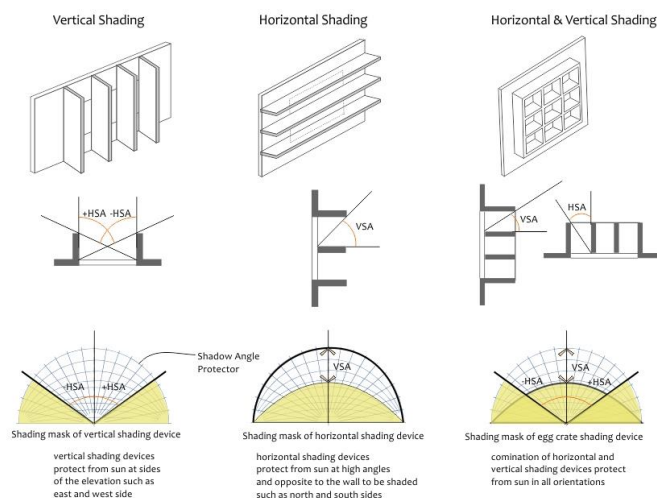 Vertical Shading
Horizontal Shading
Horizontal & Vertical Shading
+HSA -HSA
VSA
VSA
HSA
Shadow Angle
Protector
-HSA
+HSA
VSA
VSA
-HSA
+HSA
Shading mask of vertical shading device
Shading mask of horizontal shading device
Shading mask of egg crate shading device
vertical shading devices
protect from sun at sides
of the elevation such as
east and west side
horizontal shading devices
protect from sun at high angles
and opposite to the wall to be shaded
such as north and south sides
comination of horizontal and
vertical shading devices protect
from sun in all orientations